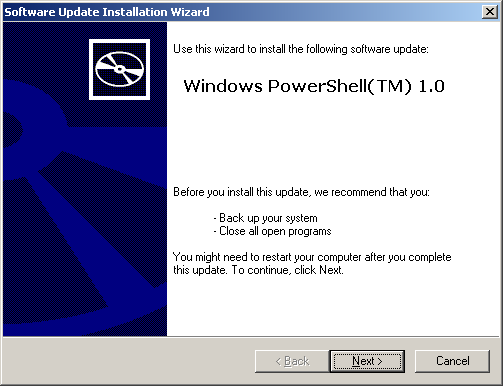 Software Update Installation Wizard
Use this wizard to install the following software update:
Windows PowerShell(TM) 1.0
Before you install this update, we recommend that you:
- Back up your system
- Close all open programs
You might need to restart your computer after you complete
this update. To continue, click Next.
< Back
Next >
Cancel